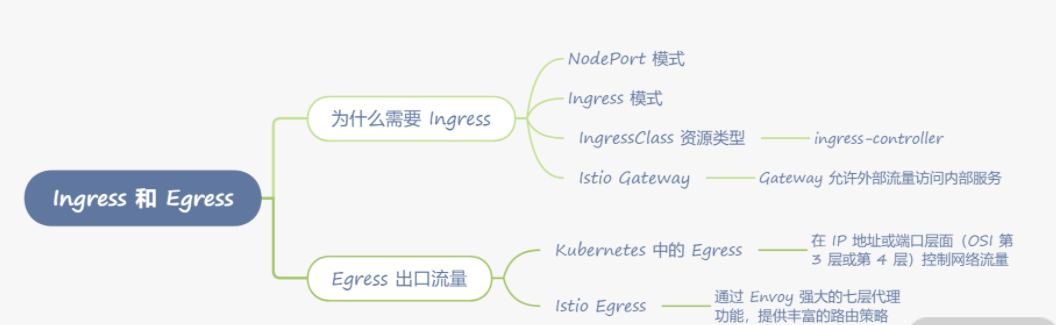 Ingress 和 Egress
为什么需要 Ingress
NodePort 模式
Ingress 模式
IngressClass 资源类型
ingress-controller
Istio Gateway
Gateway 允许外部流量访问内部服务
Egress 出口流量
Kubernetes 中的 Egress
在 IP 地址或端口层面（OSI 第
3 层或第 4 层）控制网络流量
Istio Egress
通过 Envoy 强大的七层代理
功能，提供丰富的路由策略